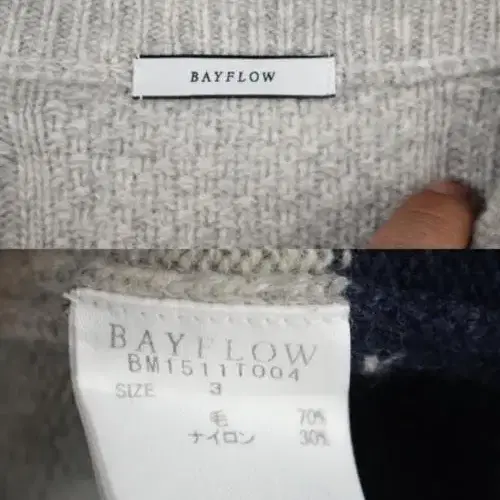 BAYFLOW
BAYFLOW
BM1511T004
SIZE 3
毛 70%
ナイロン 30%